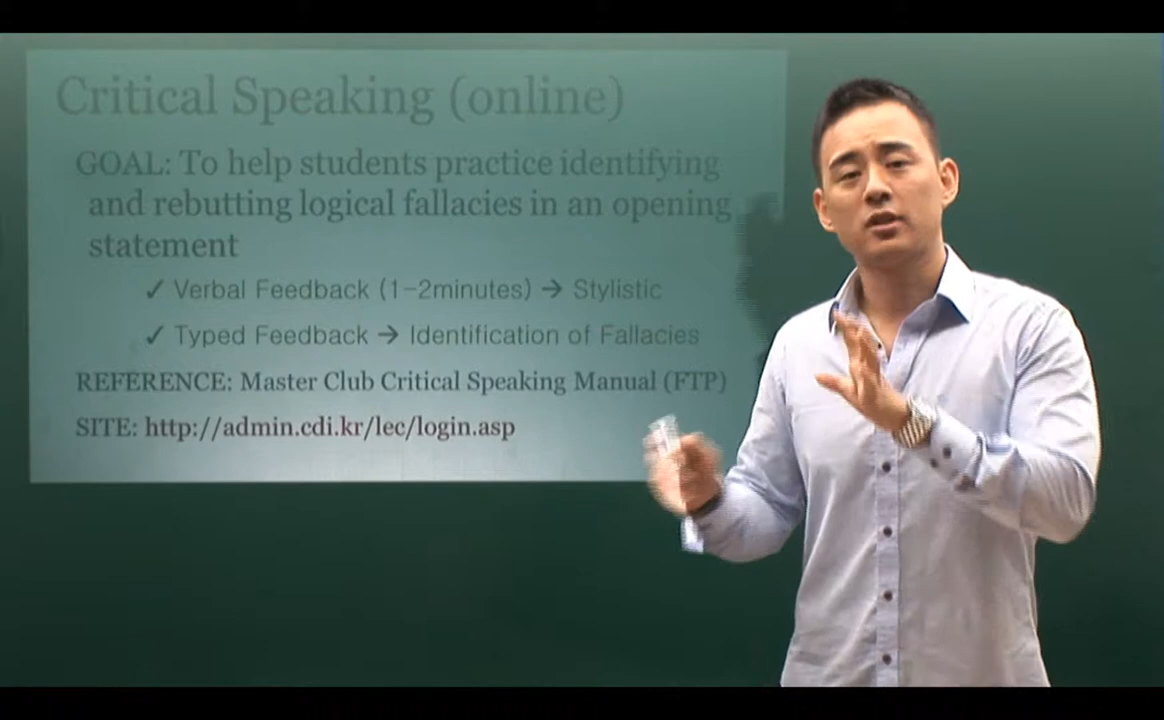 Critical Speaking (online)
GOAL: To help students practice identifying
and rebutting logical fallacies in an opening
statement
✓ Verbal Feedback (1-2minutes) → Stylistic
✓ Typed Feedback → Identification of Fallacies
REFERENCE: Master Club Critical Speaking Manual (FTP)
SITE: http://admin.cdi.kr/lec/login.asp